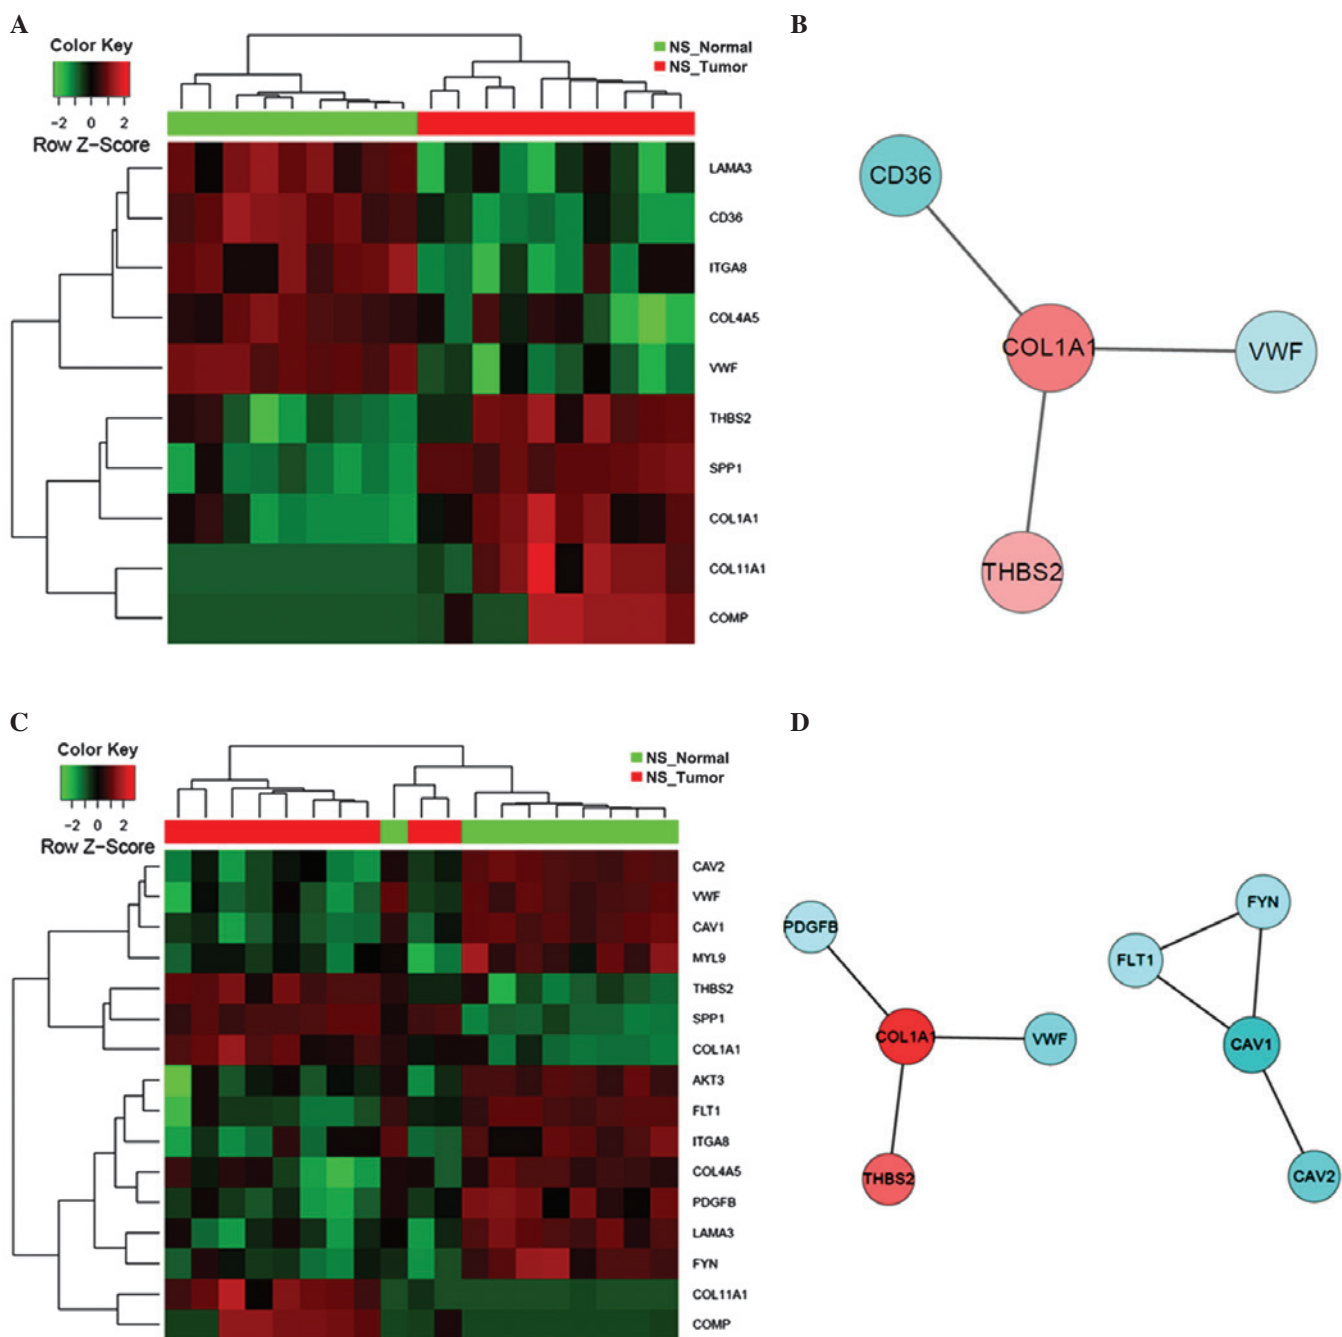 A
Color Key
-2 0 2
Row Z-Score
NS_Normal
NS_Tumor
LAMA3
CD36
ITGA8
COL4A5
VWF
THBS2
SPP1
COL1A1
COL11A1
COMP
B
CD36
COL1A1
VWF
THBS2
C
Color Key
-2 0 2
Row Z-Score
NS_Normal
NS_Tumor
CAV2
VWF
CAV1
MYL9
THBS2
SPP1
COL1A1
AKT3
FLT1
ITGA8
COL4A5
PDGFB
LAMA3
FYN
COL11A1
COMP
D
PDGFB
COL1A1
VWF
THBS2
FYN
FLT1
CAV1
CAV2